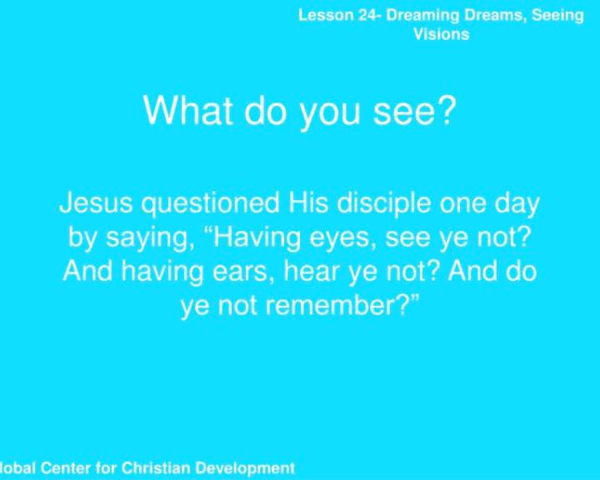 Lesson 24- Dreaming Dreams, Seeing
Visions
What do you see?
Jesus questioned His disciple one day
by saying, “Having eyes, see ye not?
And having ears, hear ye not? And do
ye not remember?”
lobal Center for Christian Development